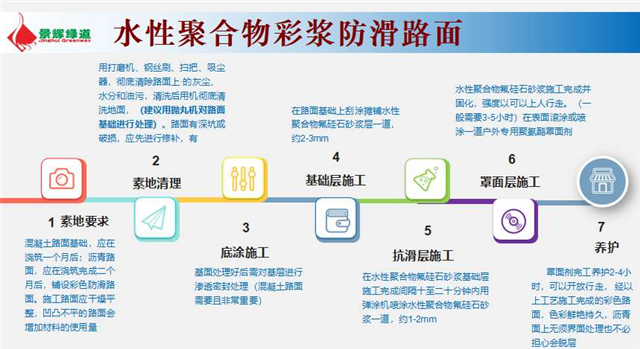 景辉绿道
Jinghui Greenway
水性聚合物彩浆防滑路面
用打磨机、钢丝刷、扫把、吸尘
器，彻底清除路面上 的灰尘、
水分和油污，清洗后用机彻底清
洗地面，（建议用抛丸机对路面
基础进行处理）。路面有深坑或
破损，应先进行修补，有
2
素地清理
在路面基础上刮涂摊铺水性
聚合物氟硅石砂浆层一道，
约2-3mm
4
基础层施工
水性聚合物氟硅石砂浆施工完成并
固化，强度以可以上人行走。（一
般需要3-5小时）在表面滚涂或喷
涂一道户外专用聚氨酯罩面剂
6
罩面层施工
1 素地要求
混凝土路面基础，应在
浇筑一个月后；沥青路
面，应在浇筑完成二个
月后，铺设彩色防滑路
面。施工路面应干燥平
整，凹凸不平的路面会
增加材料的使用量
3
底涂施工
基面处理好后需对基层进行
渗透密封处理（混凝土路面
需要且非常重要）
5
抗滑层施工
在水性聚合物氟硅石砂浆基础层
施工完成间隔十至二十分钟内用
弹涂机喷涂水性聚合物氟硅石砂
浆一道，约1-2mm
7
养护
罩面剂完工养护2-4小
时，可以开放行走， 经以
上工艺施工完成的彩色路
面，色彩鲜艳持久，沥青
面上无须界面处理也不必
担心会脱层